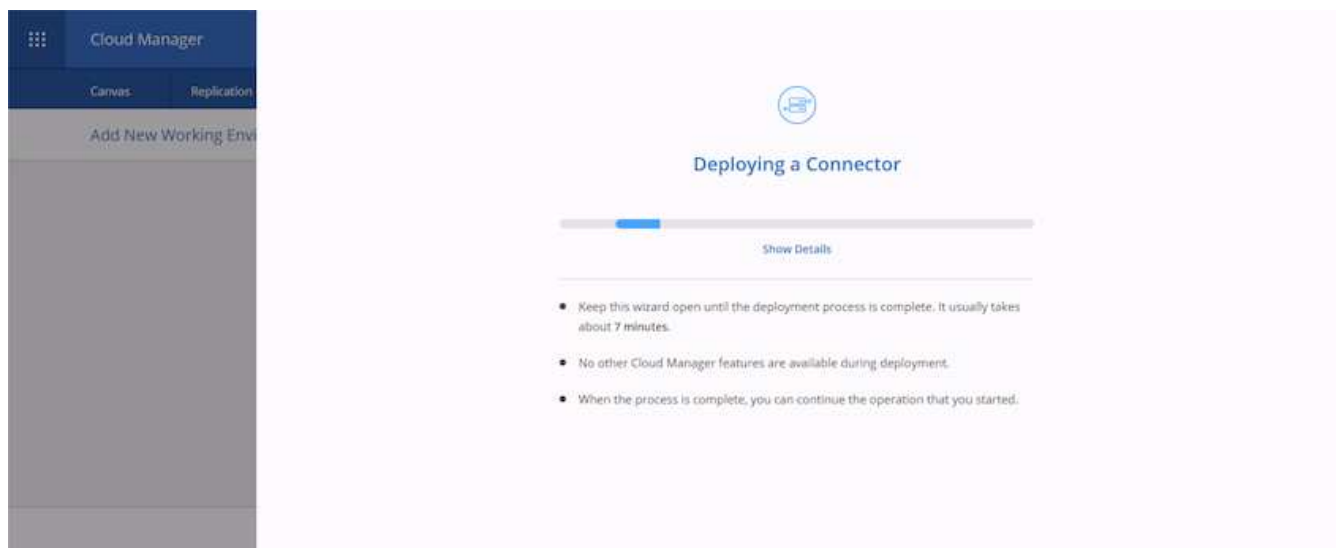 Cloud Manager
Canvas
Replication
Add New Working Envi
Deploying a Connector
Show Details
Keep this wizard open until the deployment process is complete. It usually takes
about 7 minutes.
No other Cloud Manager features are available during deployment.
When the process is complete, you can continue the operation that you started.